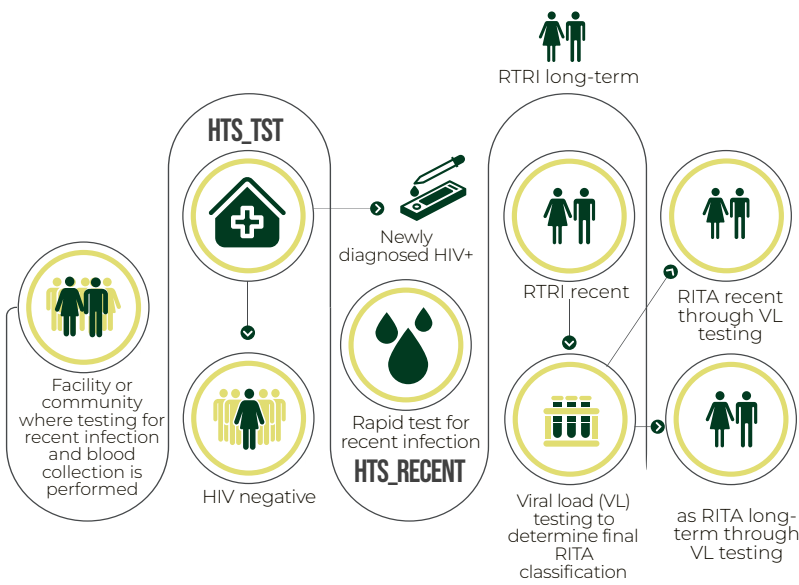 Facility or
community
where testing for
recent infection
and blood
collection is
performed
HTS_TST
HIV negative
Newly
diagnosed HIV+
Rapid test for
recent infection
HTS_RECENT
RTRI long-term
RTRI recent
Viral load (VL)
testing to
determine final
RITA
classification
RITA recent
through VL
testing
as RITA long-
term through
VL testing